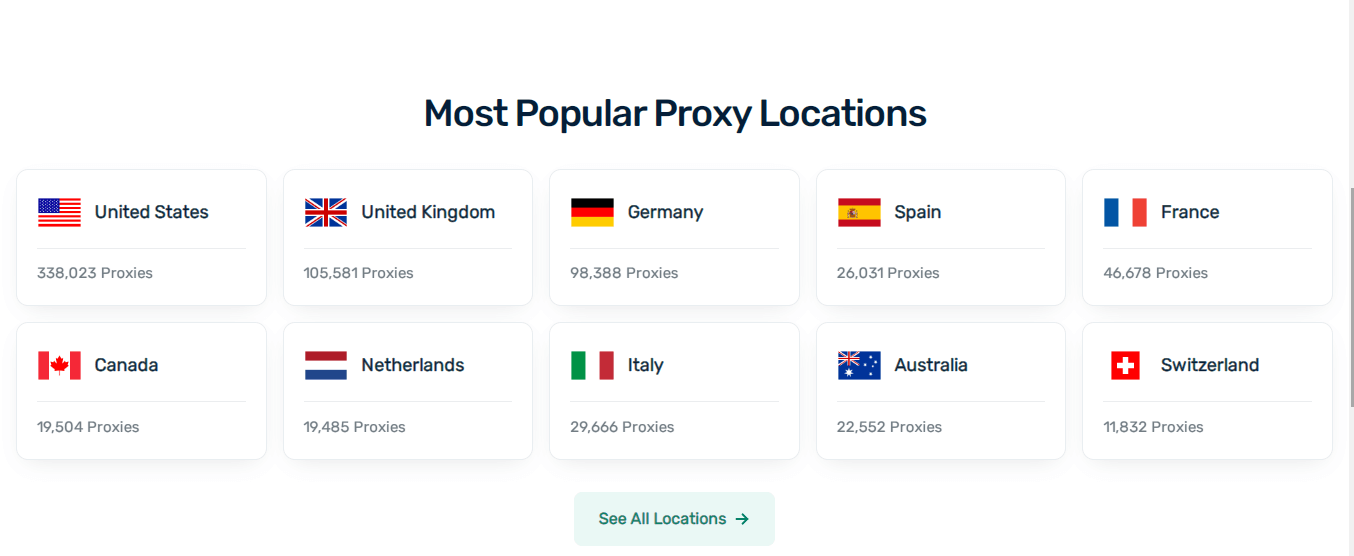 Most Popular Proxy Locations
United States
338,023 Proxies
United Kingdom
105,581 Proxies
Germany
98,388 Proxies
Spain
26,031 Proxies
France
46,678 Proxies
Canada
19,504 Proxies
Netherlands
19,485 Proxies
Italy
29,666 Proxies
Australia
22,552 Proxies
Switzerland
11,832 Proxies
See All Locations →